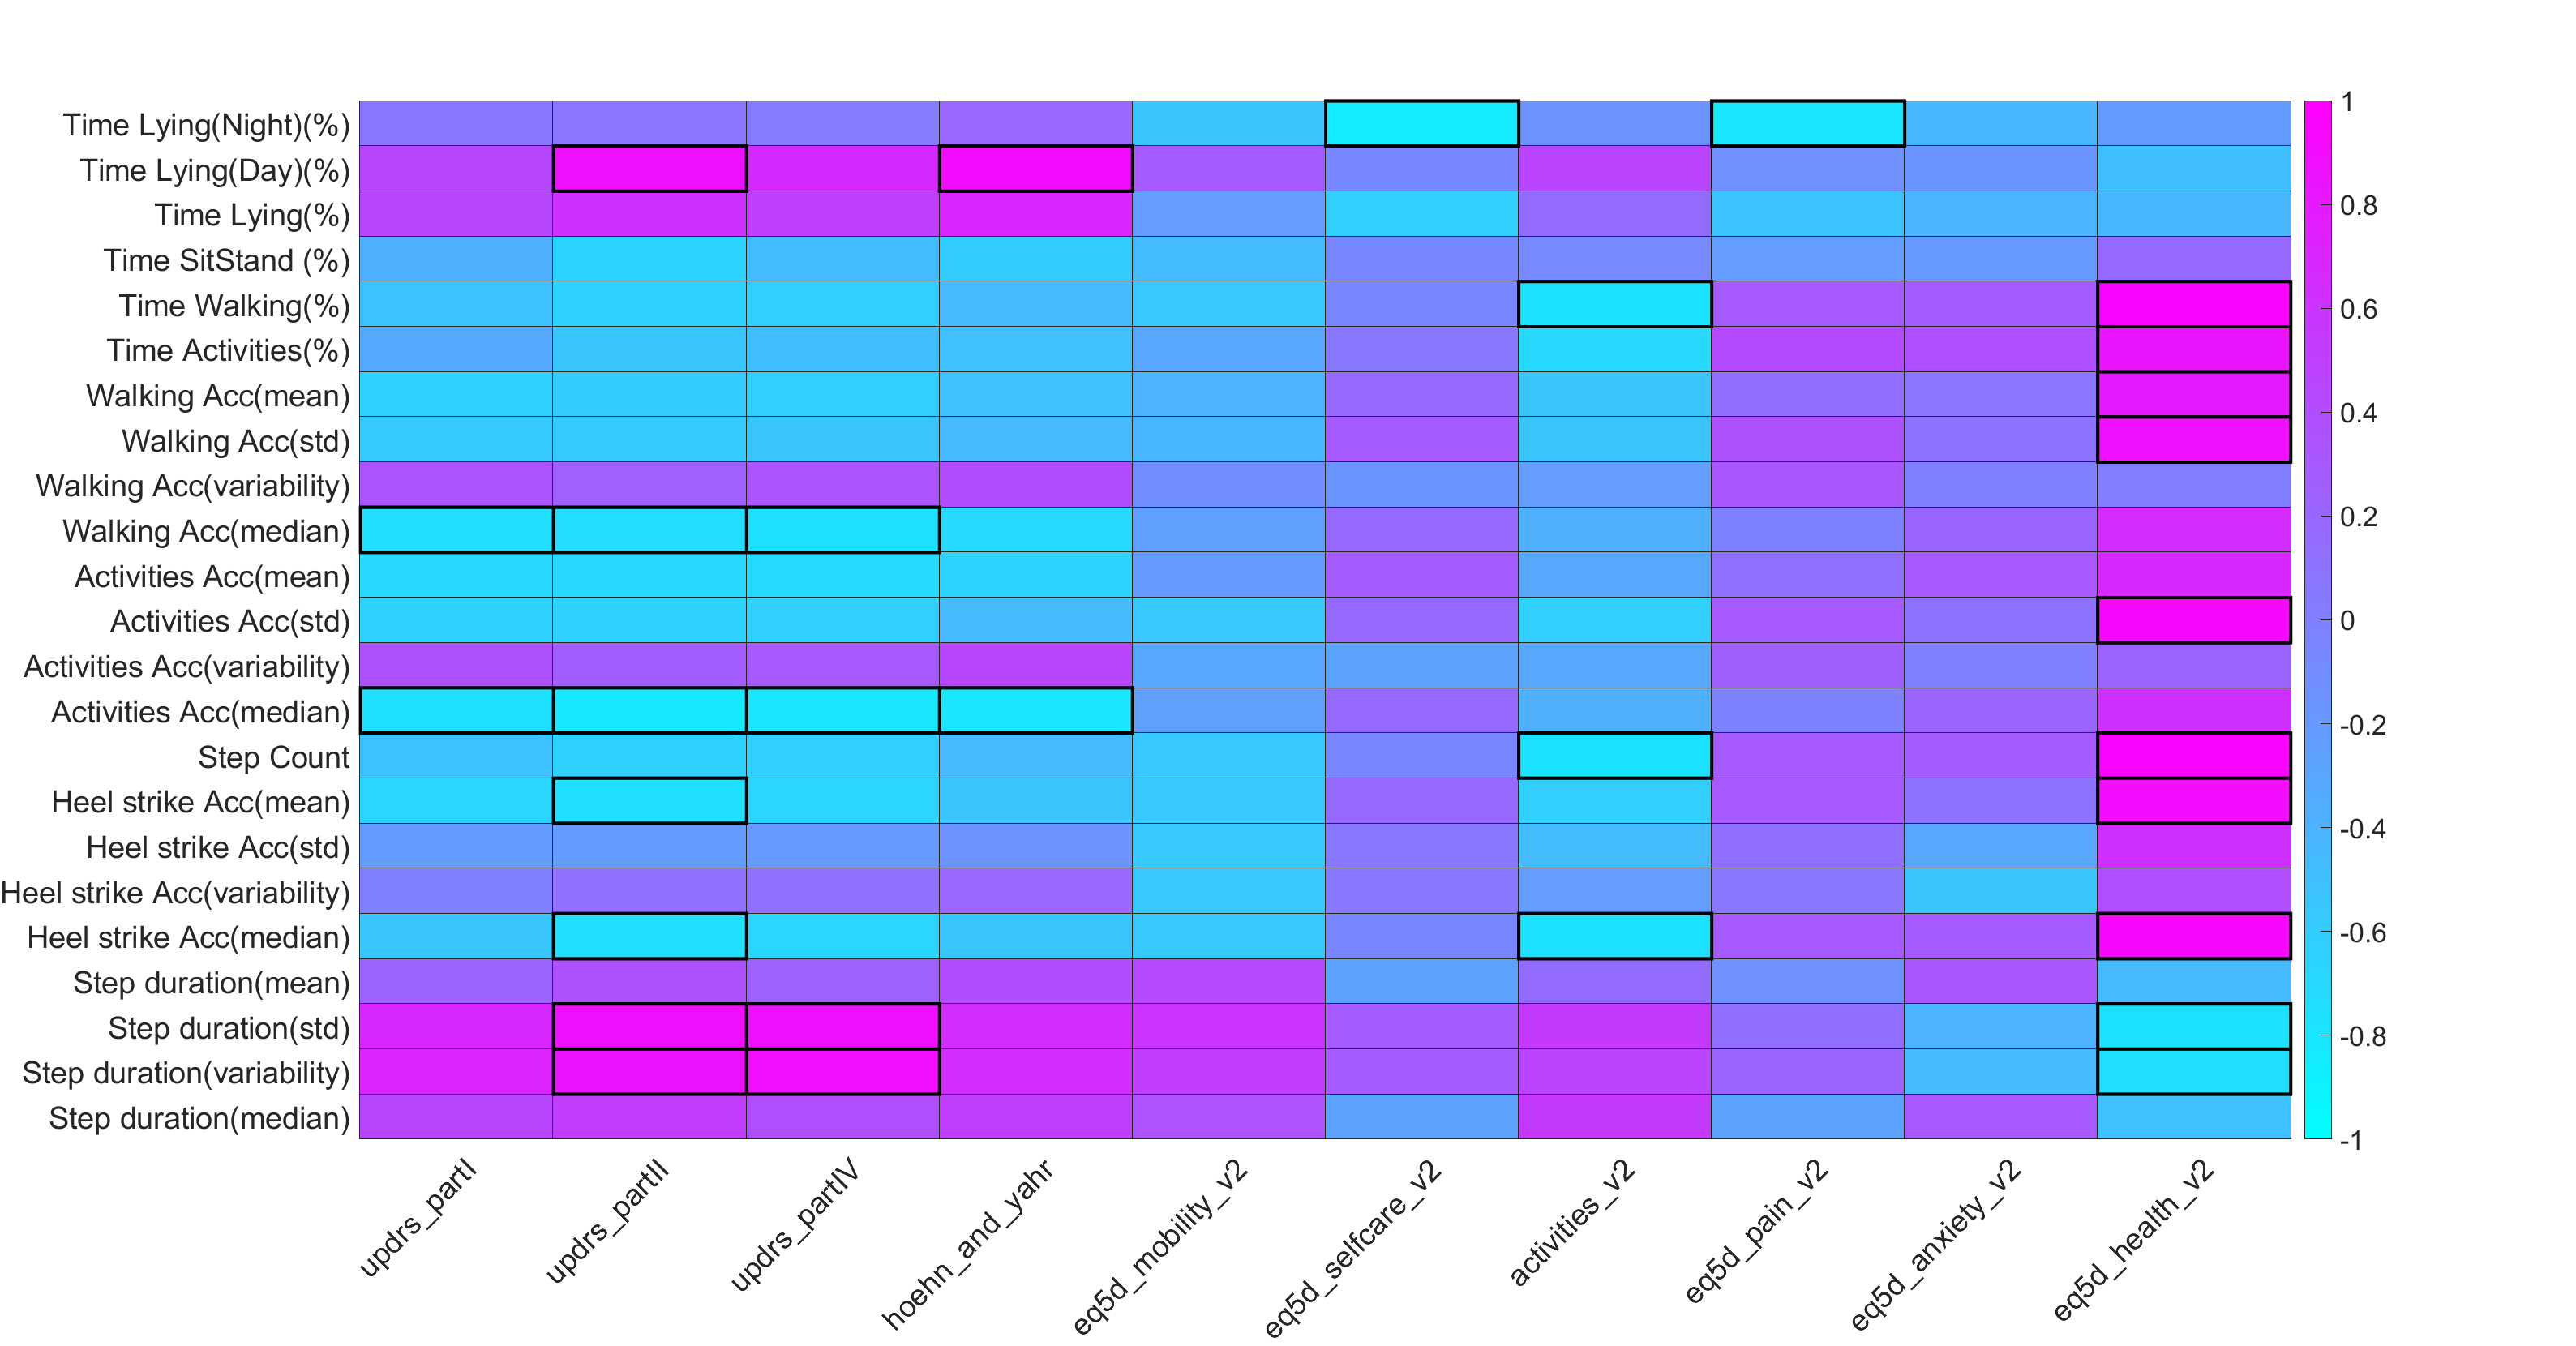 Time Lying(Night)(%)
Time Lying(Day)(%)
Time Lying(%)
Time SitStand (%)
Time Walking(%)
Time Activities(%)
Walking Acc(mean)
Walking Acc(std)
Walking Acc(variability)
Walking Acc(median)
Activities Acc(mean)
Activities Acc(std)
Activities Acc(variability)
Activities Acc(median)
Step Count
Heel strike Acc(mean)
Heel strike Acc(std)
Heel strike Acc(variability)
Heel strike Acc(median)
Step duration(mean)
Step duration(std)
Step duration(variability)
Step duration(median)
updrs_partI
updrs_partII
updrs_partIV
hoehn_and_yahr
eq5d_mobility_v2
eq5d_selfcare_v2
activities_v2
eq5d_pain_v2
eq5d_anxiety_v2
eq5d_health_v2
1
0.8
0.6
0.4
0.2
0
-0.2
-0.4
-0.6
-0.8
-1